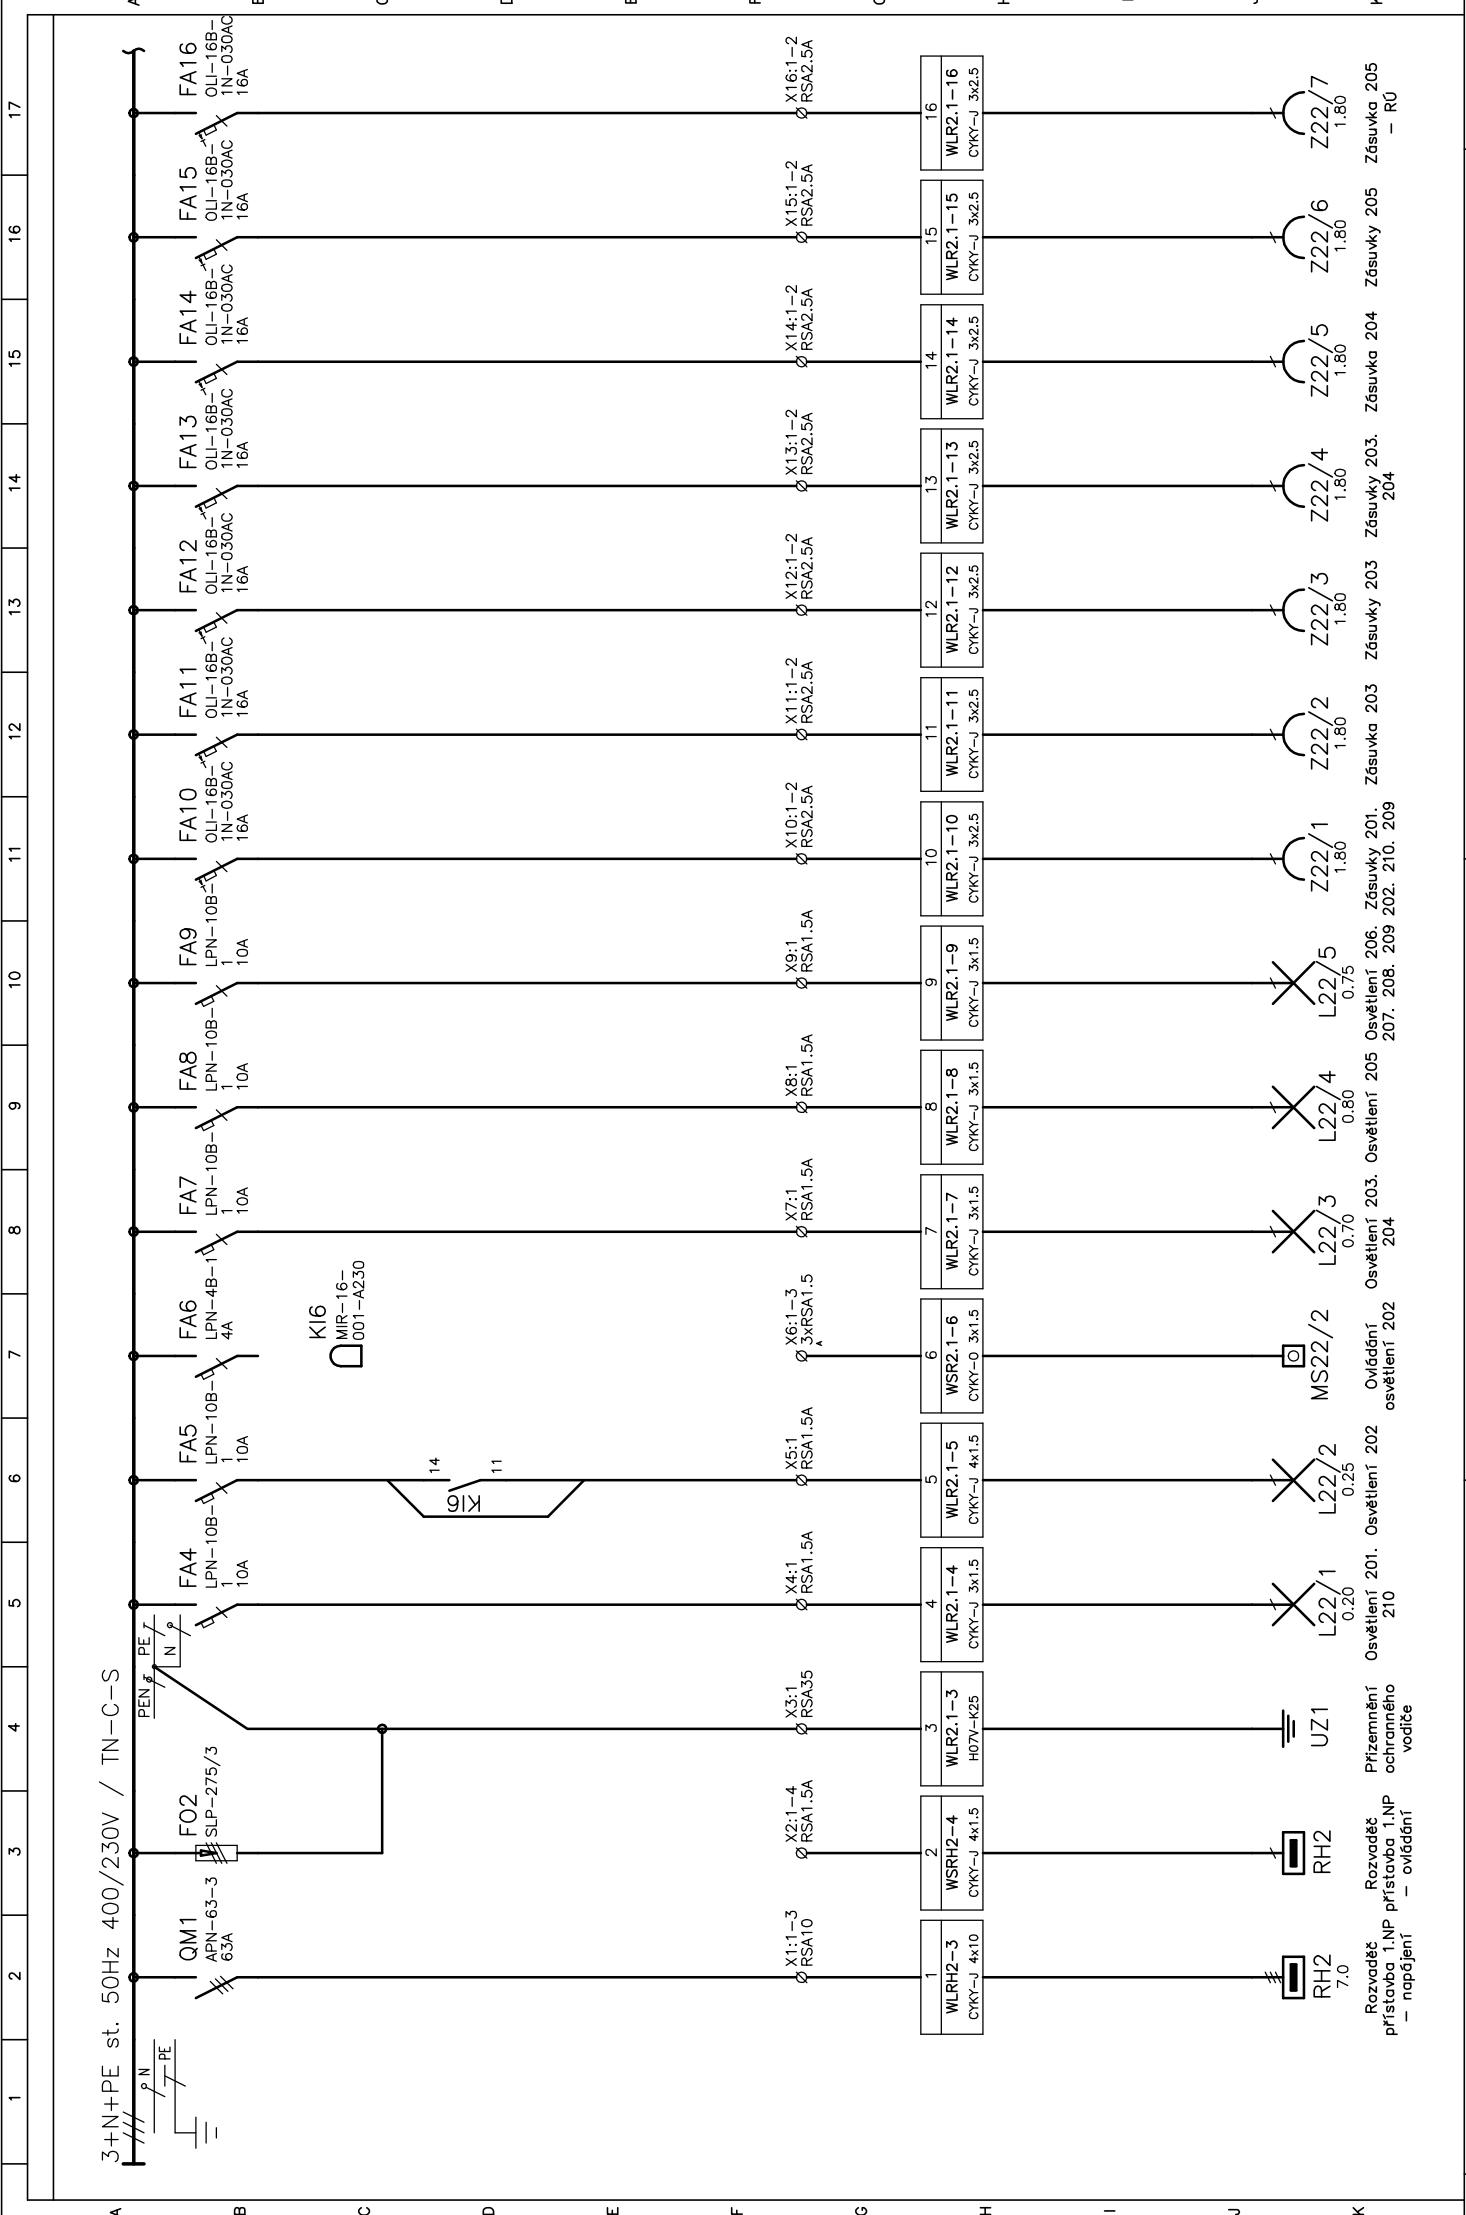 3+N+PE st. 50Hz 400/230V / TN-C-S
1
2
3
4
5
6
7
8
9
10
11
12
13
14
15
16
17
A
B
C
D
E
F
G
H
I
J
K
N
PE
PEN
PE
N
QM1
APN-63-3
63A
X1:1-3
RSA10
1
WLRH2-3
CYKY-J 4x10
RH2
7.0
Rozvaděč
přístavba 1.NP
– napájení
FO2
SLP-275/3
X2:1-4
RSA1.5A
2
WSRH2-4
CYKY-J 4x1.5
RH2
Rozvaděč
přístavba 1.NP
– ovládání
X3:1
RSA35
3
WLR2.1-3
H07V-K25
UZ1
Přizemnění
ochranného
vodiče
FA4
LPN-10B-
1
10A
X4:1
RSA1.5A
4
WLR2.1-4
CYKY-J 3x1.5
L22/1
0.20
Osvětlení 201.
210
FA5
LPN-10B-
1
10A
14
11
KI6
X5:1
RSA1.5A
5
WLR2.1-5
CYKY-J 4x1.5
L22/2
0.25
Osvětlení 202
FA6
LPN-4B-1
4A
KI6
MIR-16-
001-A230
X6:1-3
3xRSA1.5
A
6
WSR2.1-6
CYKY-O 3x1.5
MS22/2
Ovládání
osvětlení 202
FA7
LPN-10B-
1
10A
X7:1
RSA1.5A
7
WLR2.1-7
CYKY-J 3x1.5
L22/3
0.70
Osvětlení 203.
204
FA8
LPN-10B-
1
10A
X8:1
RSA1.5A
8
WLR2.1-8
CYKY-J 3x1.5
L22/4
0.80
Osvětlení 205
FA9
LPN-10B-
1
10A
X9:1
RSA1.5A
9
WLR2.1-9
CYKY-J 3x1.5
L22/5
0.75
Osvětlení 206.
207. 208. 209
FA10
OLI-16B-
1N-030AC
16A
X10:1-2
RSA2.5A
10
WLR2.1-10
CYKY-J 3x2.5
Z22/1
1.80
Zásuvky 201.
202. 210. 209
FA11
OLI-16B-
1N-030AC
16A
X11:1-2
RSA2.5A
11
WLR2.1-11
CYKY-J 3x2.5
Z22/2
1.80
Zásuvka 203
FA12
OLI-16B-
1N-030AC
16A
X12:1-2
RSA2.5A
12
WLR2.1-12
CYKY-J 3x2.5
Z22/3
1.80
Zásuvky 203
FA13
OLI-16B-
1N-030AC
16A
X13:1-2
RSA2.5A
13
WLR2.1-13
CYKY-J 3x2.5
Z22/4
1.80
Zásuvky 203.
204
FA14
OLI-16B-
1N-030AC
16A
X14:1-2
RSA2.5A
14
WLR2.1-14
CYKY-J 3x2.5
Z22/5
1.80
Zásuvka 204
FA15
OLI-16B-
1N-030AC
16A
X15:1-2
RSA2.5A
15
WLR2.1-15
CYKY-J 3x2.5
Z22/6
1.80
Zásuvky 205
FA16
OLI-16B-
1N-030AC
16A
X16:1-2
RSA2.5A
16
WLR2.1-16
CYKY-J 3x2.5
Z22/7
1.80
Zásuvka 205
– RÚ